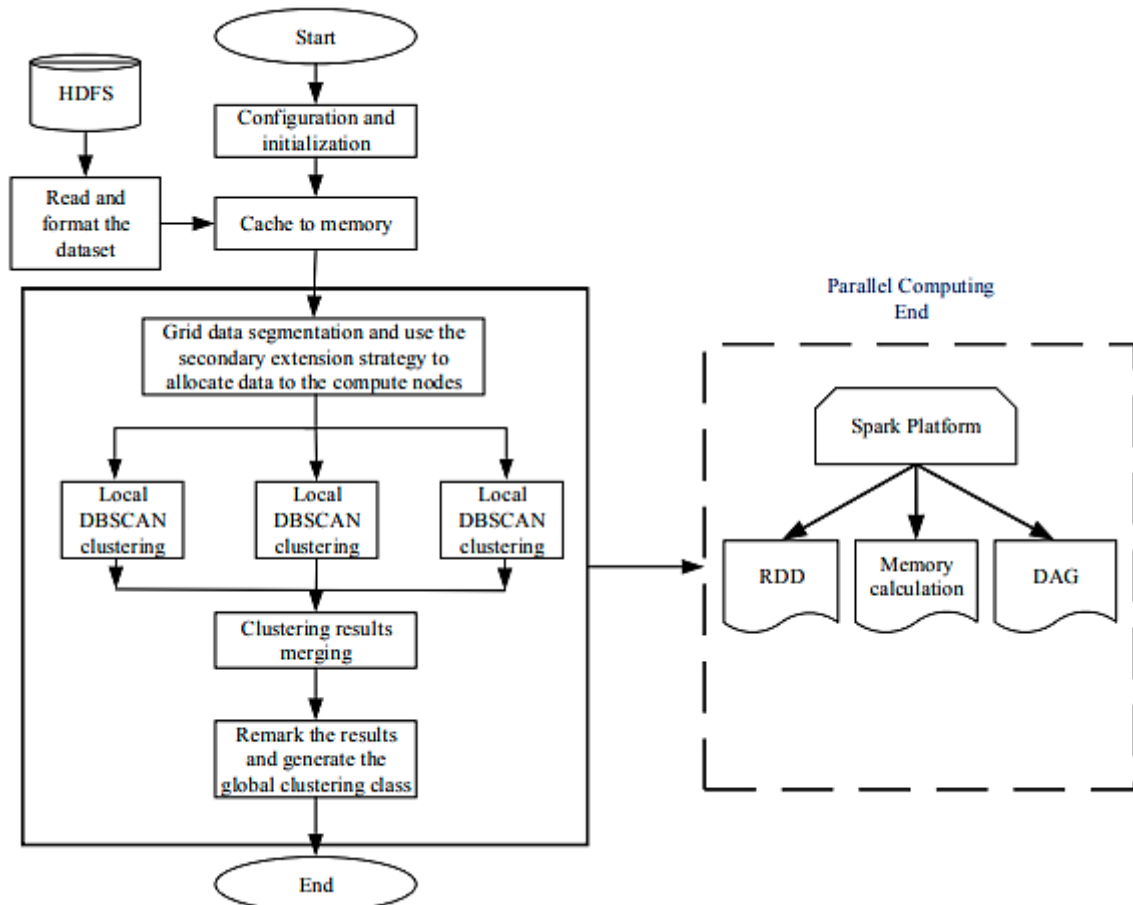 Start
HDFS
Configuration and
initialization
Read and
format the
dataset
Cache to memory
Parallel Computing
End
Grid data segmentation and use the
secondary extension strategy to
allocate data to the compute nodes
Spark Platform
Local
DBSCAN
clustering
Local
DBSCAN
clustering
Local
DBSCAN
clustering
RDD
Memory
calculation
DAG
Clustering results
merging
Remark the results
and generate the
global clustering class
End